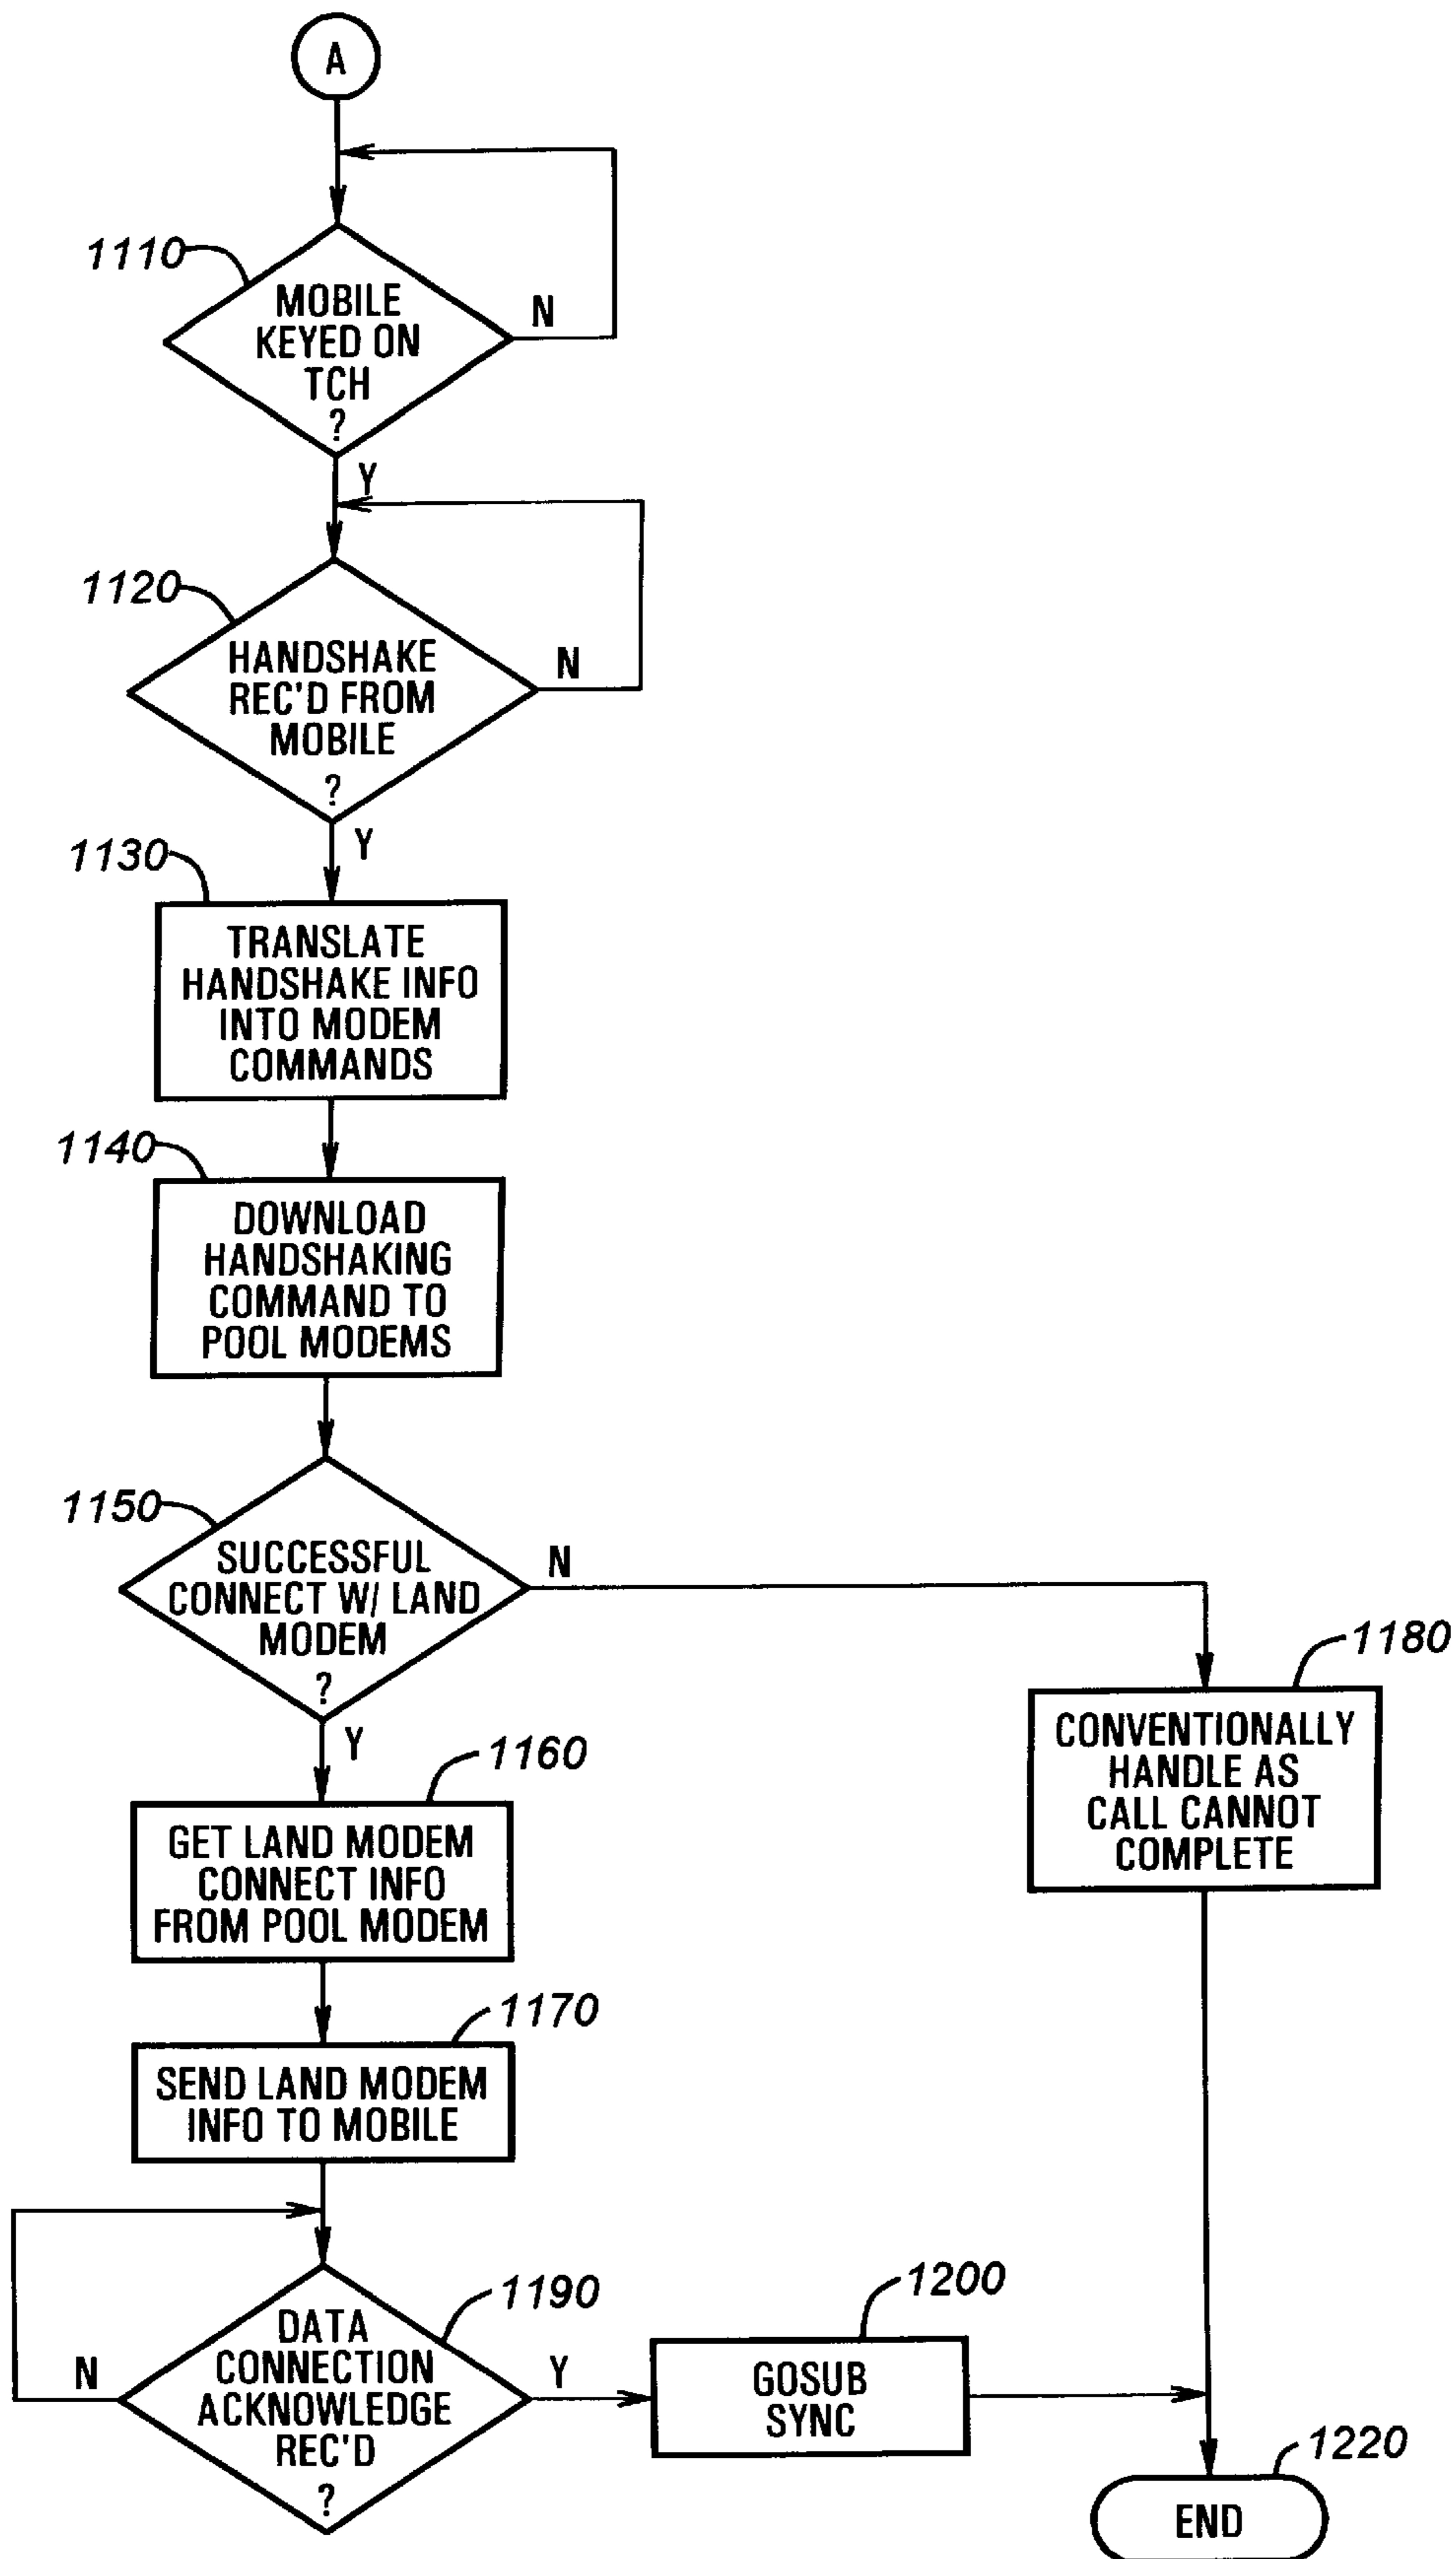 A
1110
MOBILE
KEYED ON
TCH
?
N
Y
1120
HANDSHAKE
REC'D FROM
MOBILE
?
N
Y
1130
TRANSLATE
HANDSHAKE INFO
INTO MODEM
COMMANDS
1140
DOWNLOAD
HANDSHAKING
COMMAND TO
POOL MODEMS
1150
SUCCESSFUL
CONNECT W/ LAND
MODEM
?
N
Y
1180
CONVENTIONALLY
HANDLE AS
CALL CANNOT
COMPLETE
1160
GET LAND MODEM
CONNECT INFO
FROM POOL MODEM
1170
SEND LAND MODEM
INFO TO MOBILE
1190
DATA
CONNECTION
ACKNOWLEDGE
REC'D
?
N
Y
1200
GOSUB
SYNC
1220
END